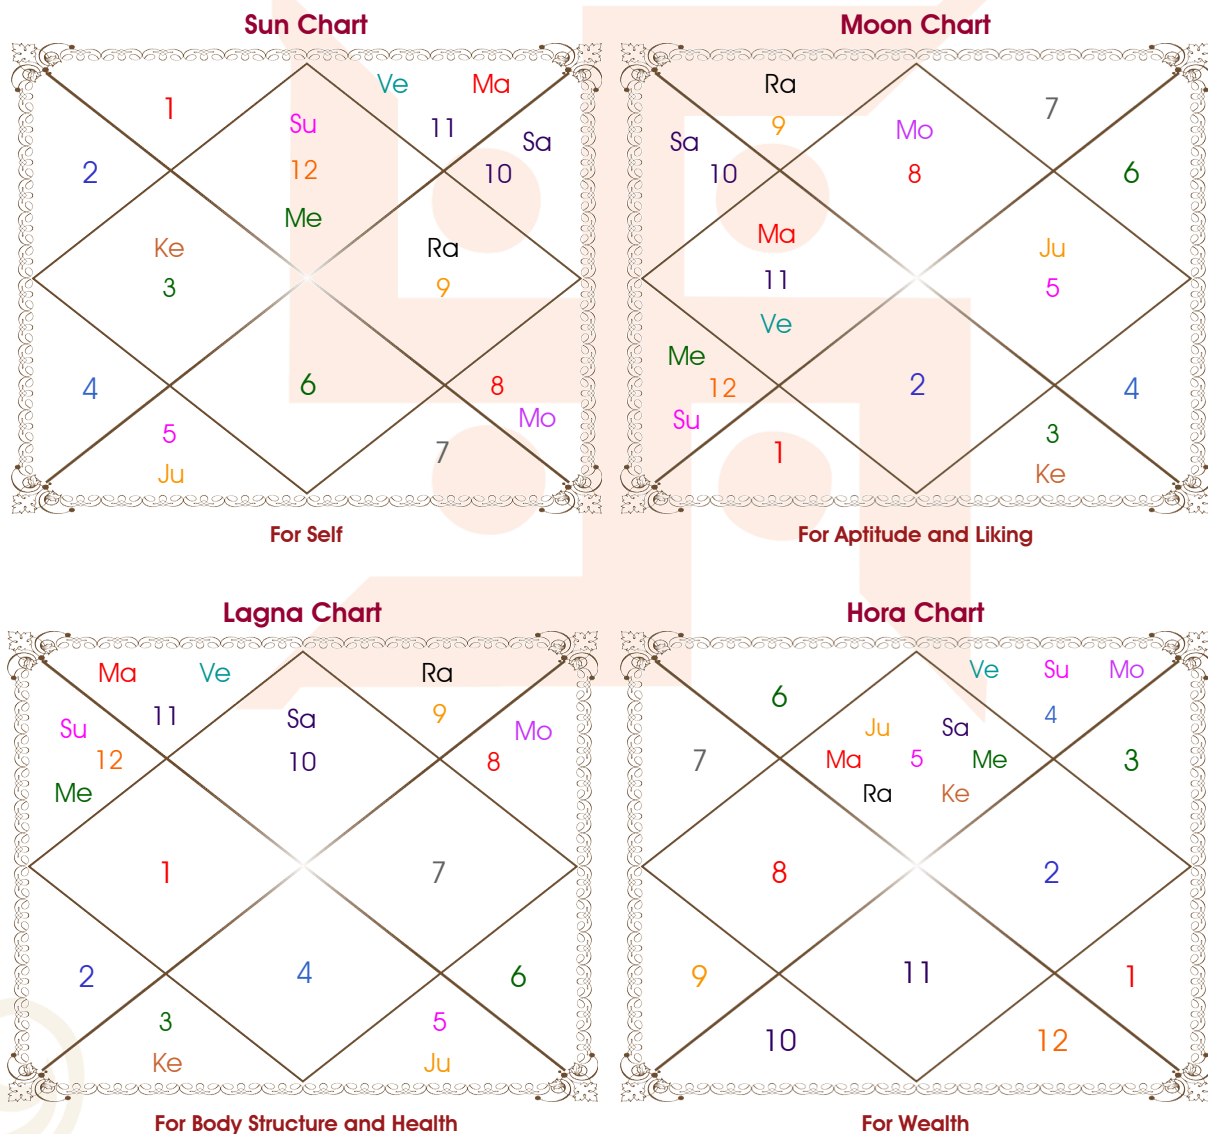 Sun Chart
Ve Ma
1
Su
11
Sa
2
12
10
Me
Ke
Ra
3
9
4
6
8
Mo
5
7
Ju
For Self
Moon Chart
Ra
7
9
Mo
Sa
10
8
6
Ma
Ju
11
5
Ve
Me
12
2
4
Su
3
1
Ke
For Aptitude and Liking
Lagna Chart
Ma Ve
Ra
11
Sa
9
Su
Mo
12
10
8
Me
1
7
2
4
6
3
5
Ke
Ju
For Body Structure and Health
Hora Chart
Ve Su Mo
6
4
Ju Sa
7
Ma 5 Me
3
Ra Ke
8
2
9
11
1
10
12
For Wealth